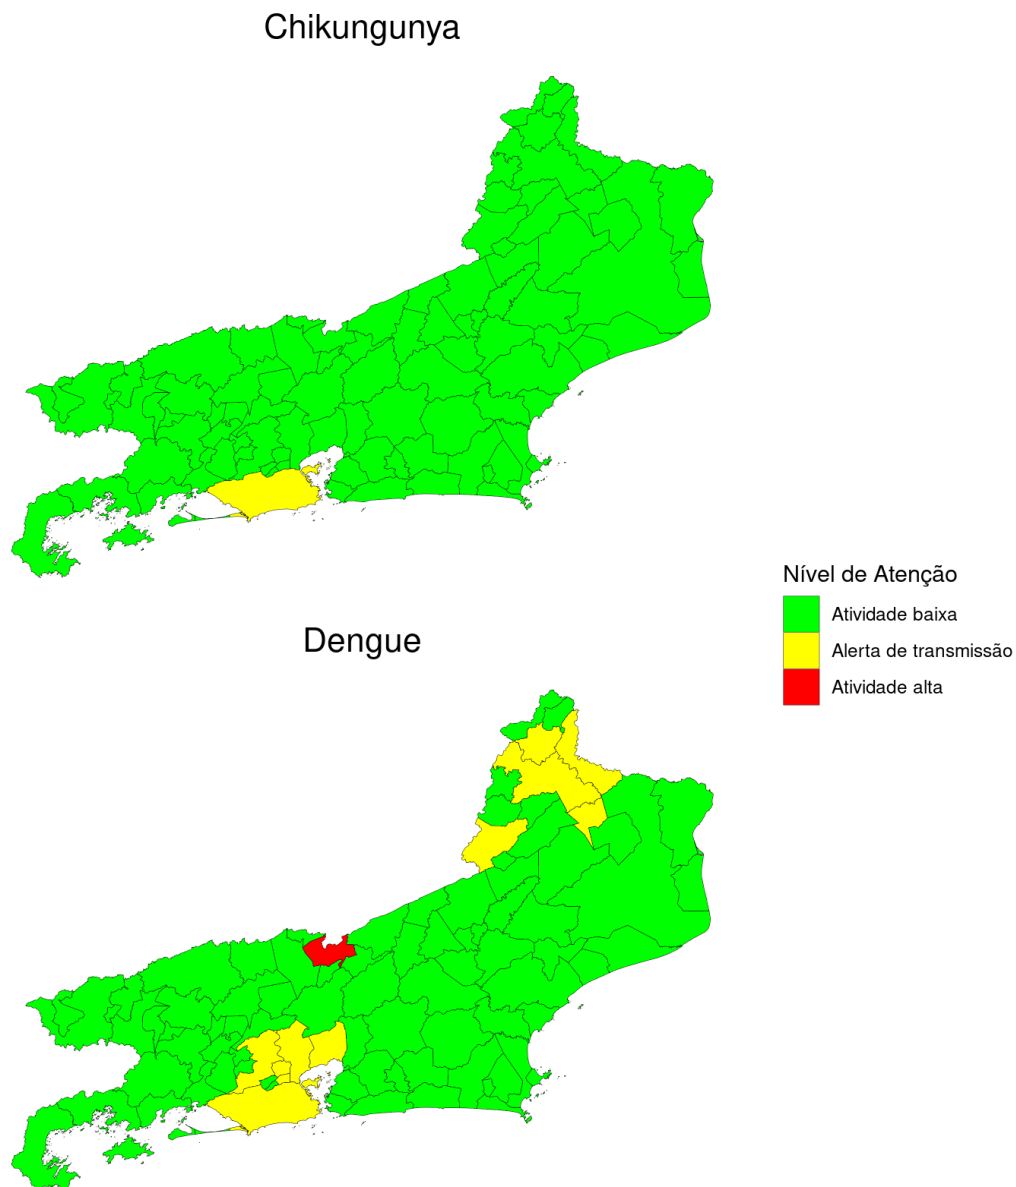 Chikungunya
Nível de Atenção
Atividade baixa
Alerta de transmissão
Atividade alta
Dengue